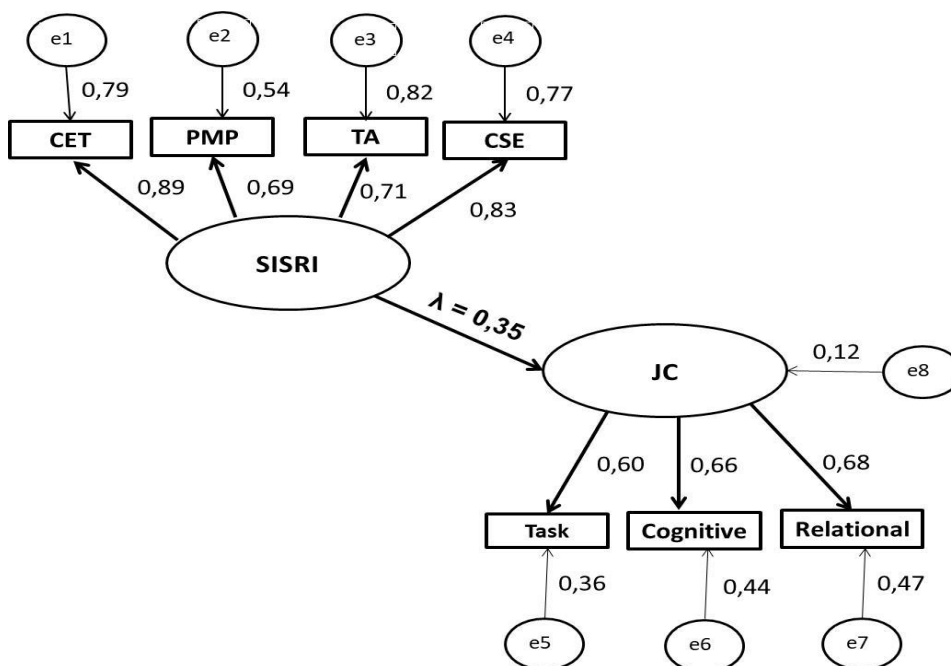 e1
e2
e3
e4
0,79
0,54
0,82
0,77
CET
PMP
TA
CSE
0,89
0,69
0,71
0,83
SISRI
λ = 0,35
JC
0,12
e8
0,60
0,66
0,68
Task
Cognitive
Relational
0,36
0,44
0,47
e5
e6
e7